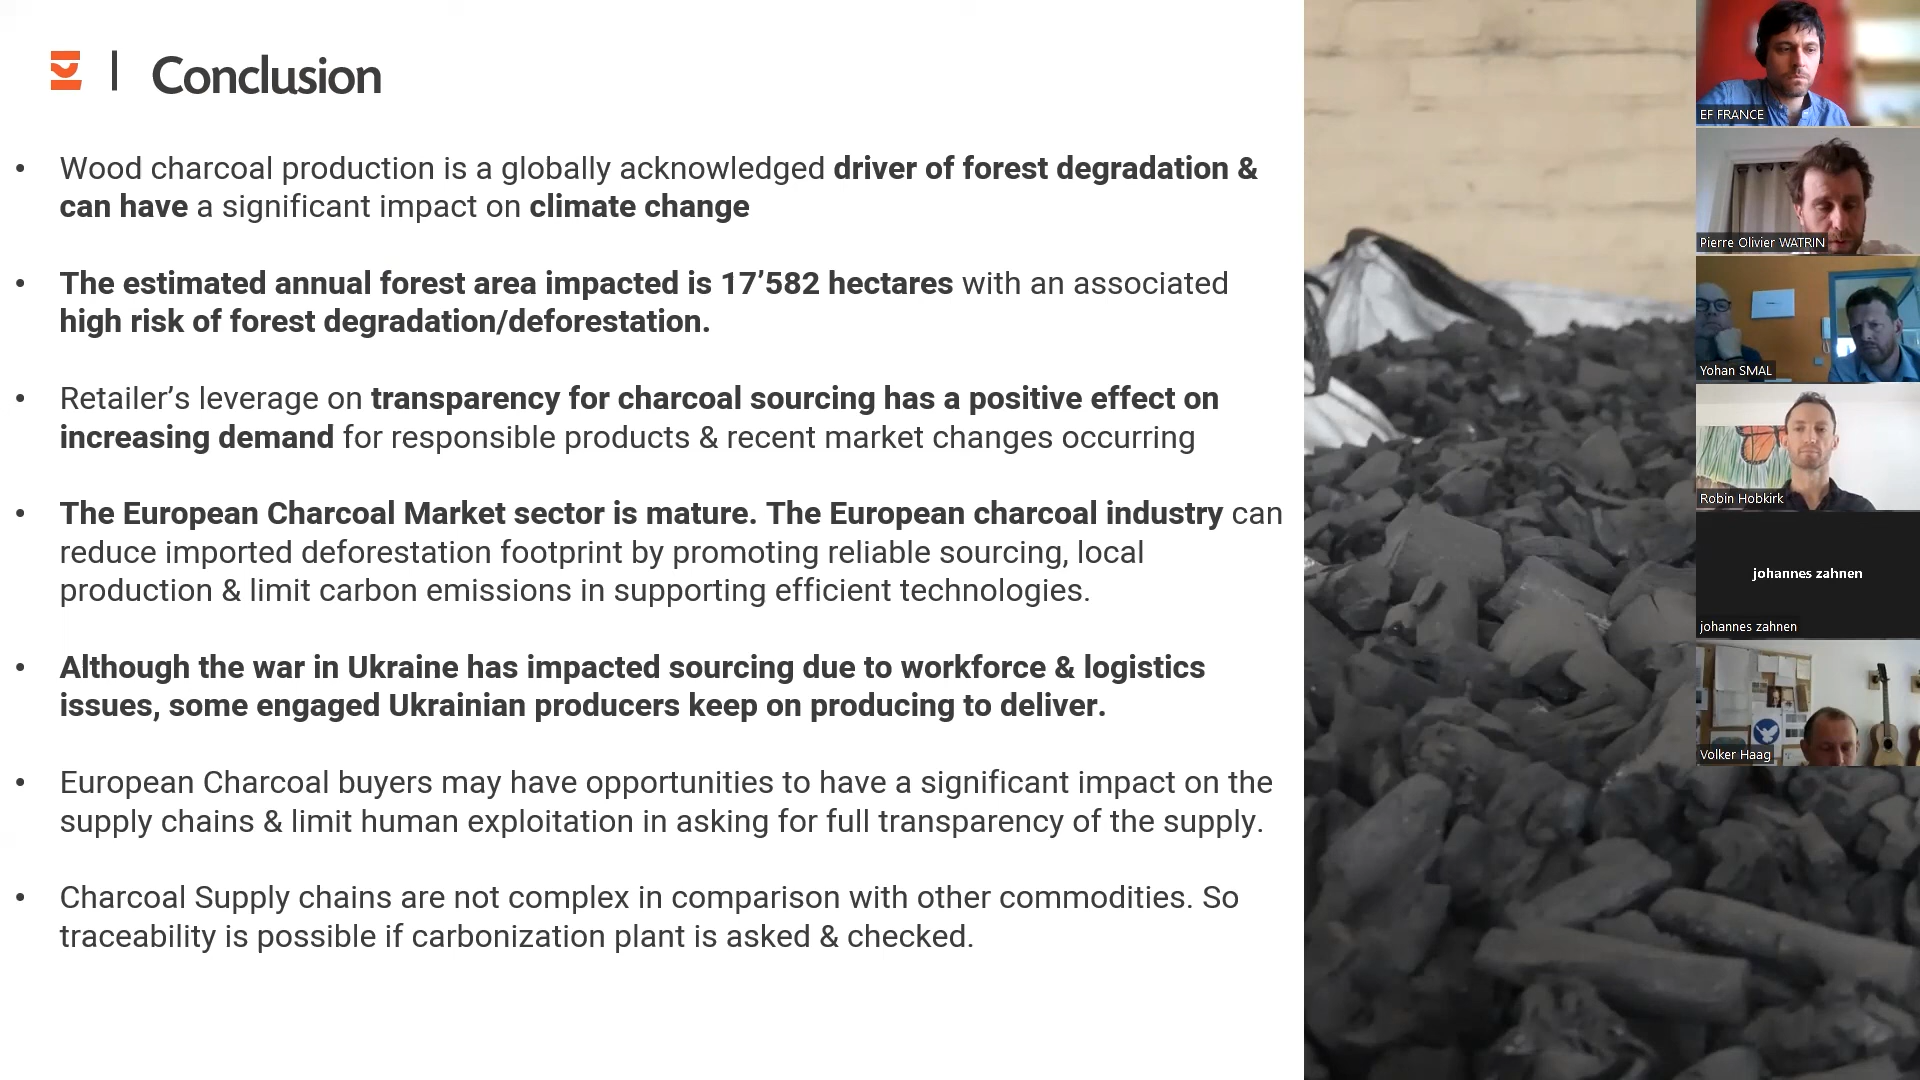 Conclusion
• Wood charcoal production is a globally acknowledged driver of forest degradation &
can have a significant impact on climate change
• The estimated annual forest area impacted is 17’582 hectares with an associated
high risk of forest degradation/deforestation.
• Retailer’s leverage on transparency for charcoal sourcing has a positive effect on
increasing demand for responsible products & recent market changes occurring
• The European Charcoal Market sector is mature. The European charcoal industry can
reduce imported deforestation footprint by promoting reliable sourcing, local
production & limit carbon emissions in supporting efficient technologies.
• Although the war in Ukraine has impacted sourcing due to workforce & logistics
issues, some engaged Ukrainian producers keep on producing to deliver.
• European Charcoal buyers may have opportunities to have a significant impact on the
supply chains & limit human exploitation in asking for full transparency of the supply.
• Charcoal Supply chains are not complex in comparison with other commodities. So
traceability is possible if carbonization plant is asked & checked.
EF FRANCE
Pierre Olivier WATRIN
Yohan SMAL
Robin Hobkirk
johannes zahnen
johannes zahnen
Volker Haag